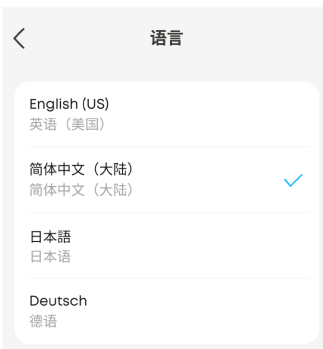 语言
English (US)
英语（美国）
简体中文（大陆）
简体中文（大陆）
日本語
日本语
Deutsch
德语